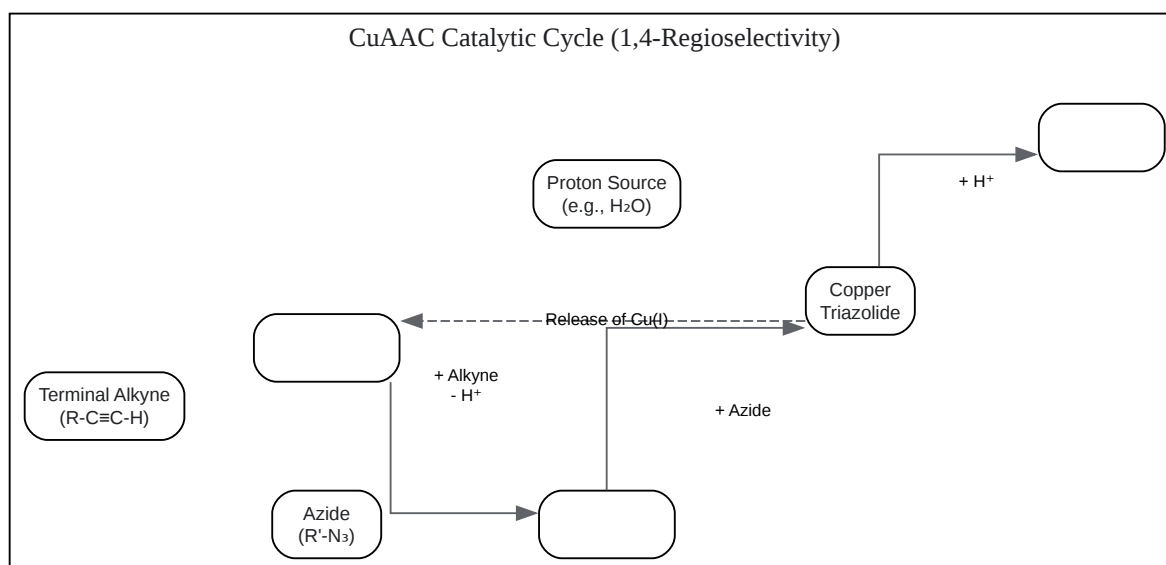 CuAAC Catalytic Cycle (1,4-Regioselectivity)
Proton Source
(e.g., H₂O)
+ H⁺
Copper
Triazolide
Release of Cu(I)
+ Alkyne
- H⁺
Terminal Alkyne
(R-C≡C-H)
+ Azide
Azide
(R'-N₃)